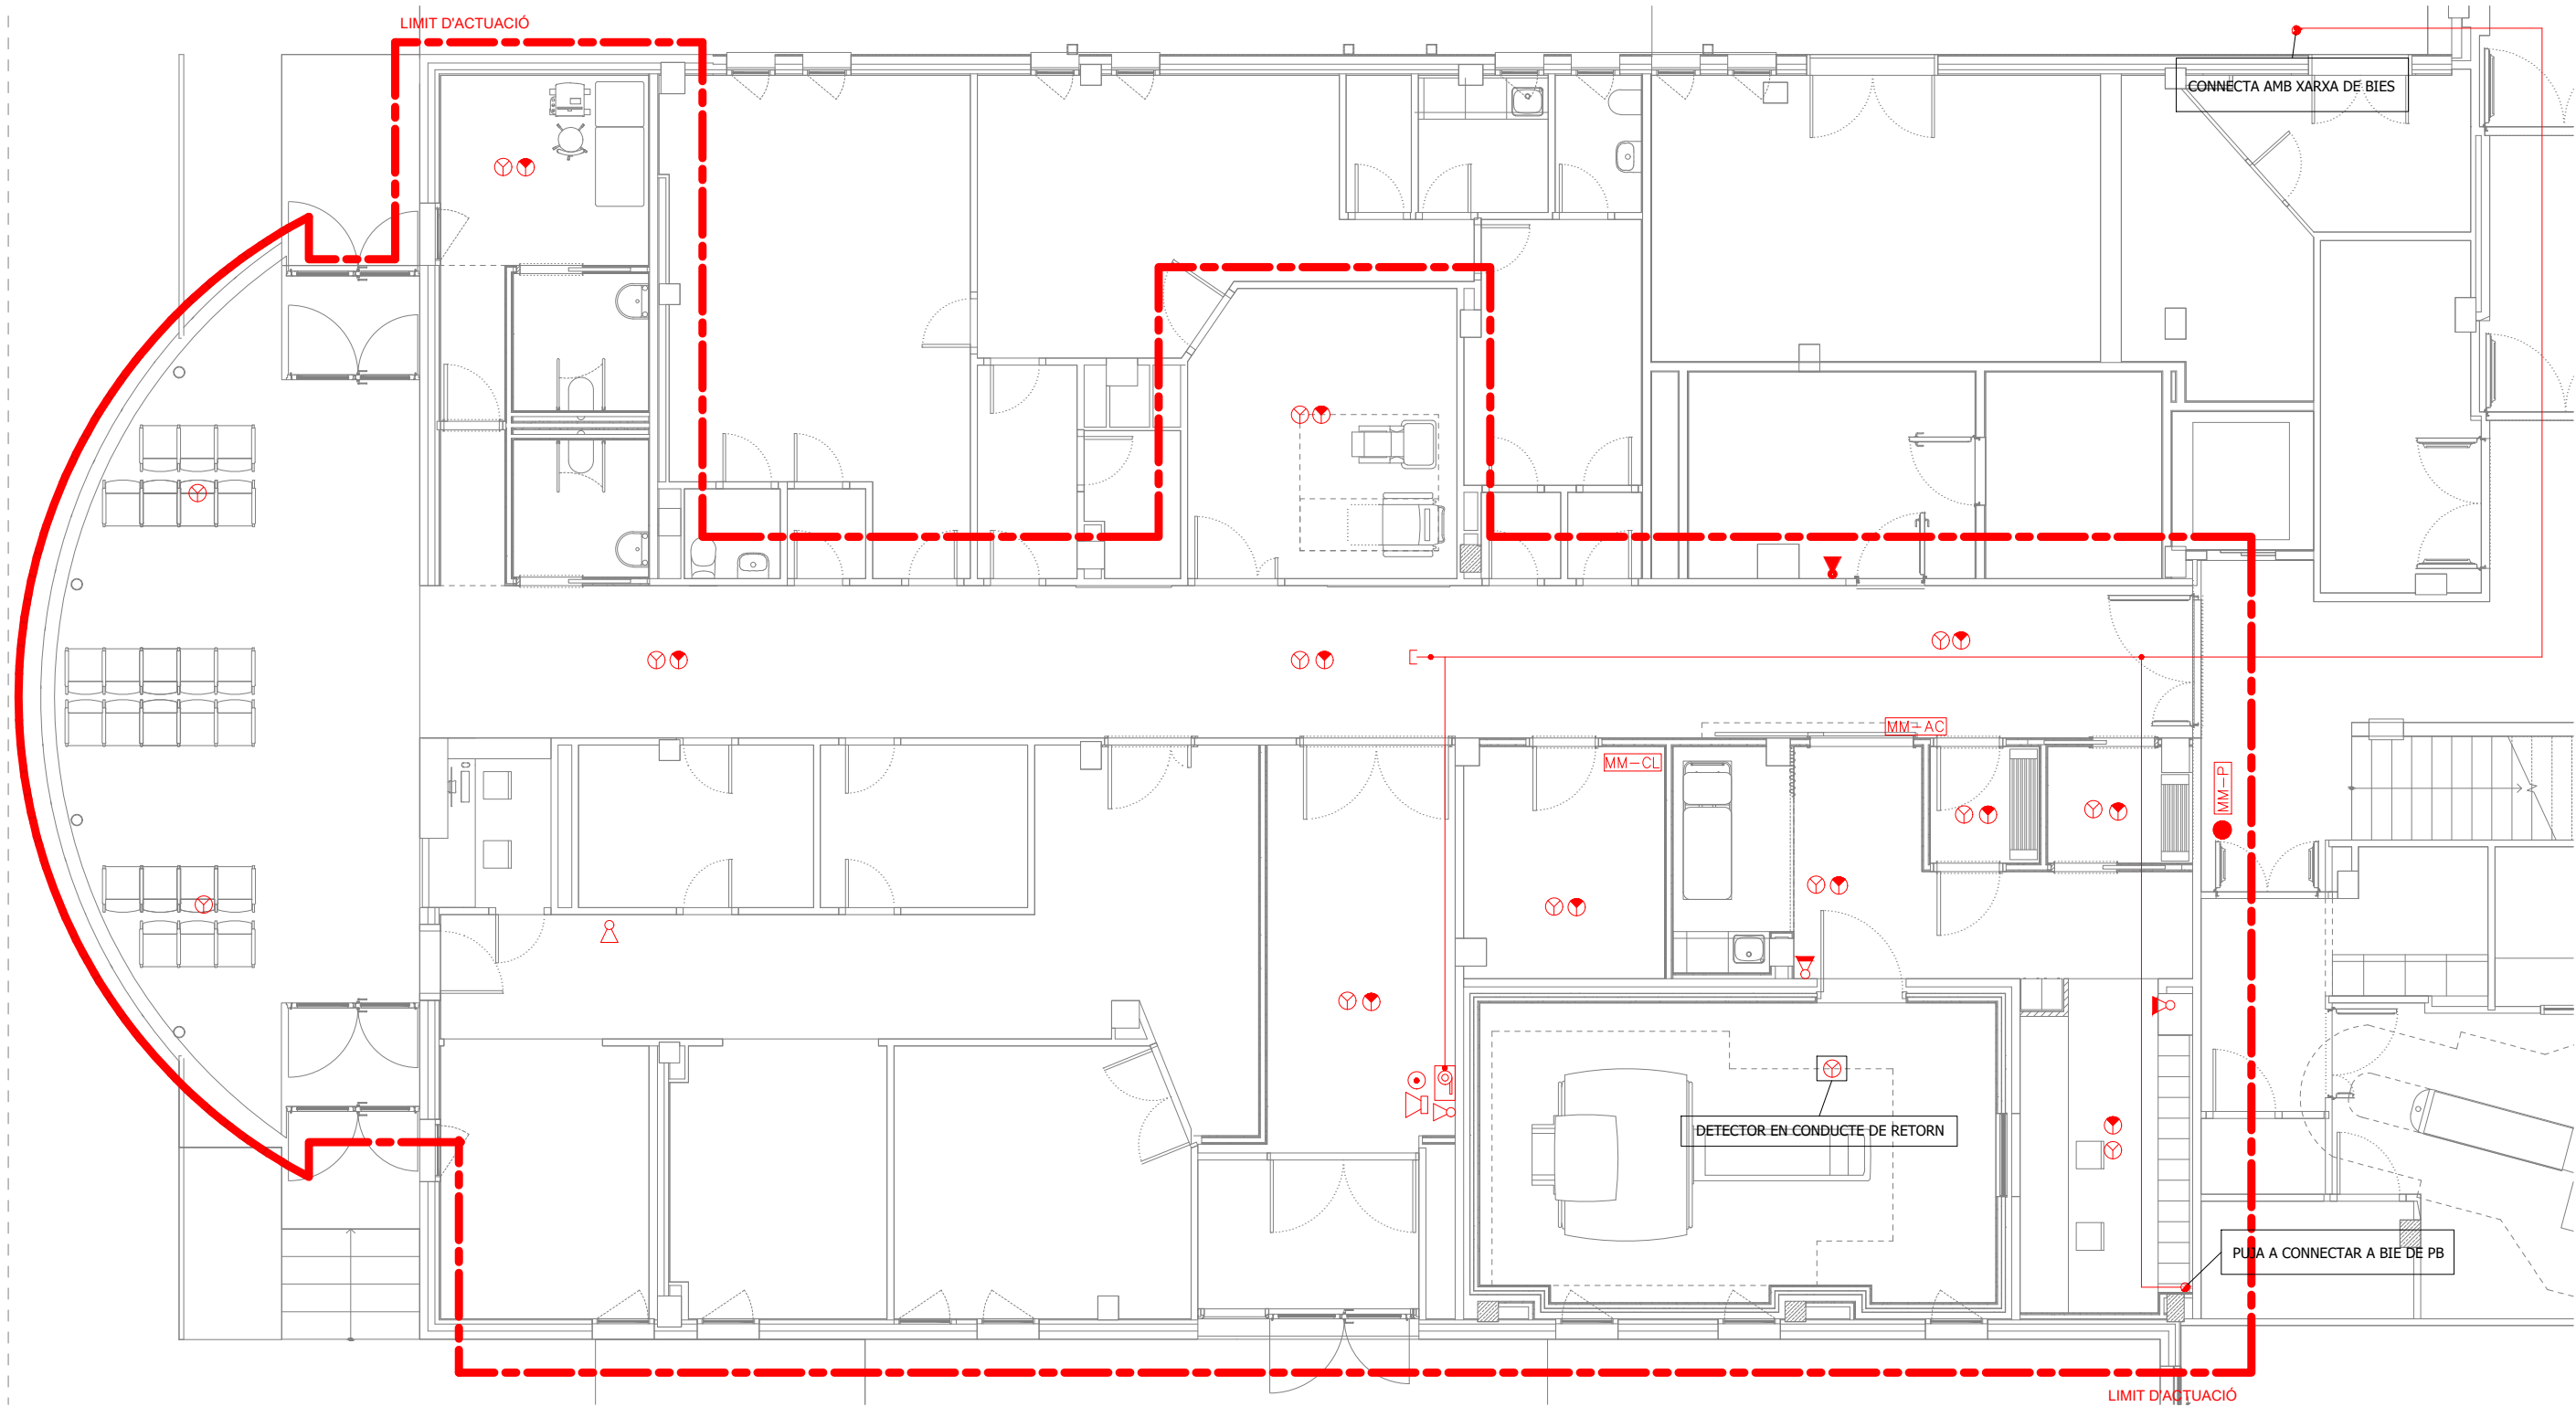 LIMIT D'ACTUACIÓ
CONNECTA AMB XARXA DE BIES
MM-AC
MM-CL
MM-P
DETECTOR EN CONDUCTE DE RETORN
PUJA A CONNECTAR A BIE DE PB
LIMIT D'ACTUACIÓ